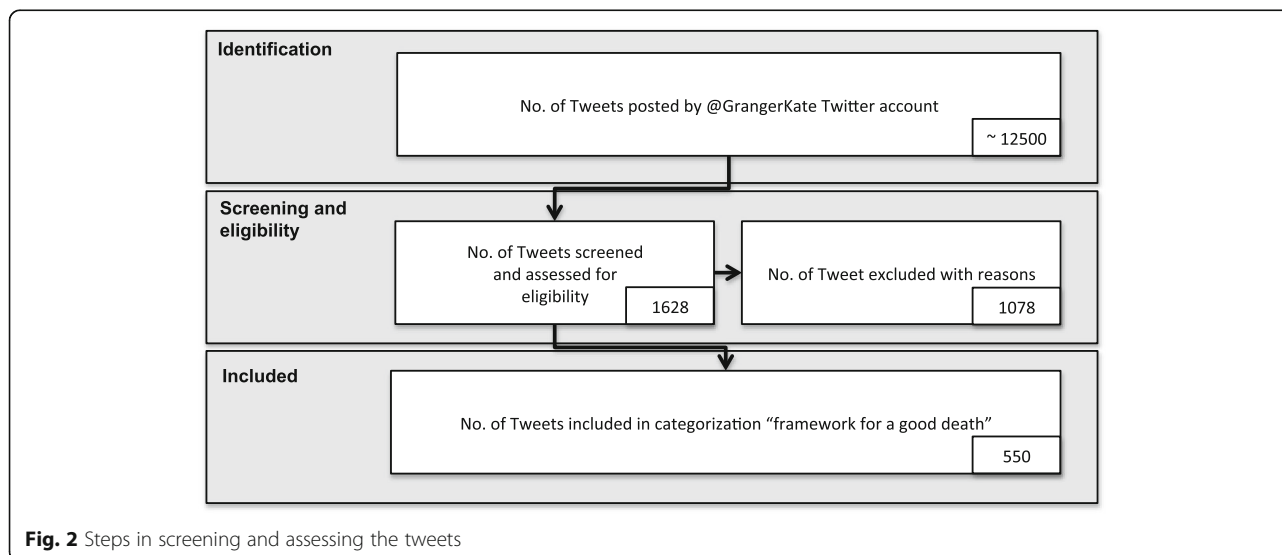 Identification
No. of Tweets posted by @GrangerKate Twitter account
~ 12500
Screening and
eligibility
No. of Tweets screened
and assessed for
eligibility
1628
No. of Tweet excluded with reasons
1078
Included
No. of Tweets included in categorization “framework for a good death”
550
Fig. 2 Steps in screening and assessing the tweets